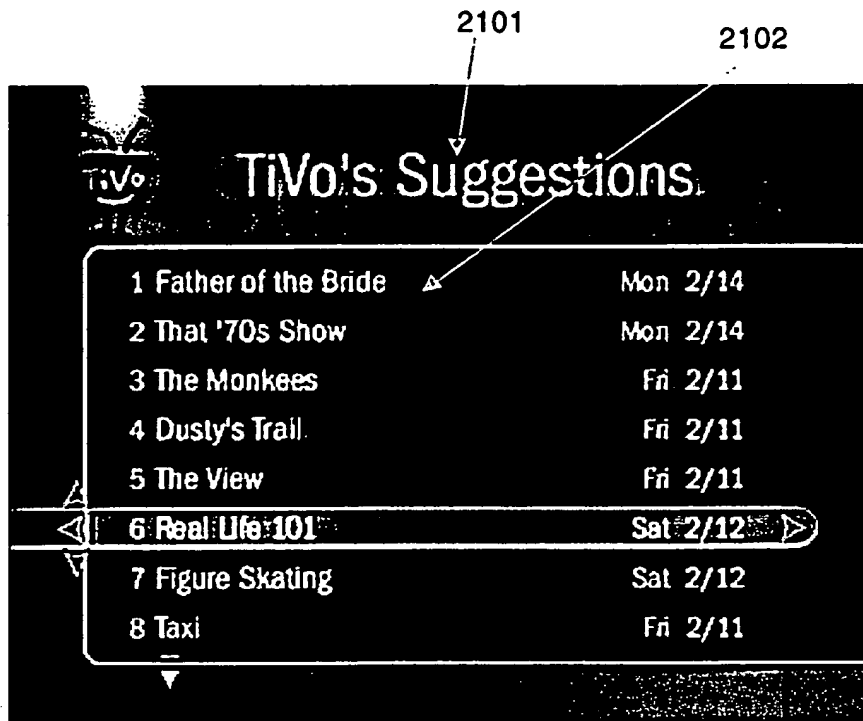 2101
2102
TiVo
TiVo's Suggestions
1 Father of the Bride Mon 2/14
2 That '70s Show Mon 2/14
3 The Monkees Fri 2/11
4 Dusty's Trail Fri 2/11
5 The View Fri 2/11
6 Real Life 101 Sat 2/12
7 Figure Skating Sat 2/12
8 Taxi Fri 2/11